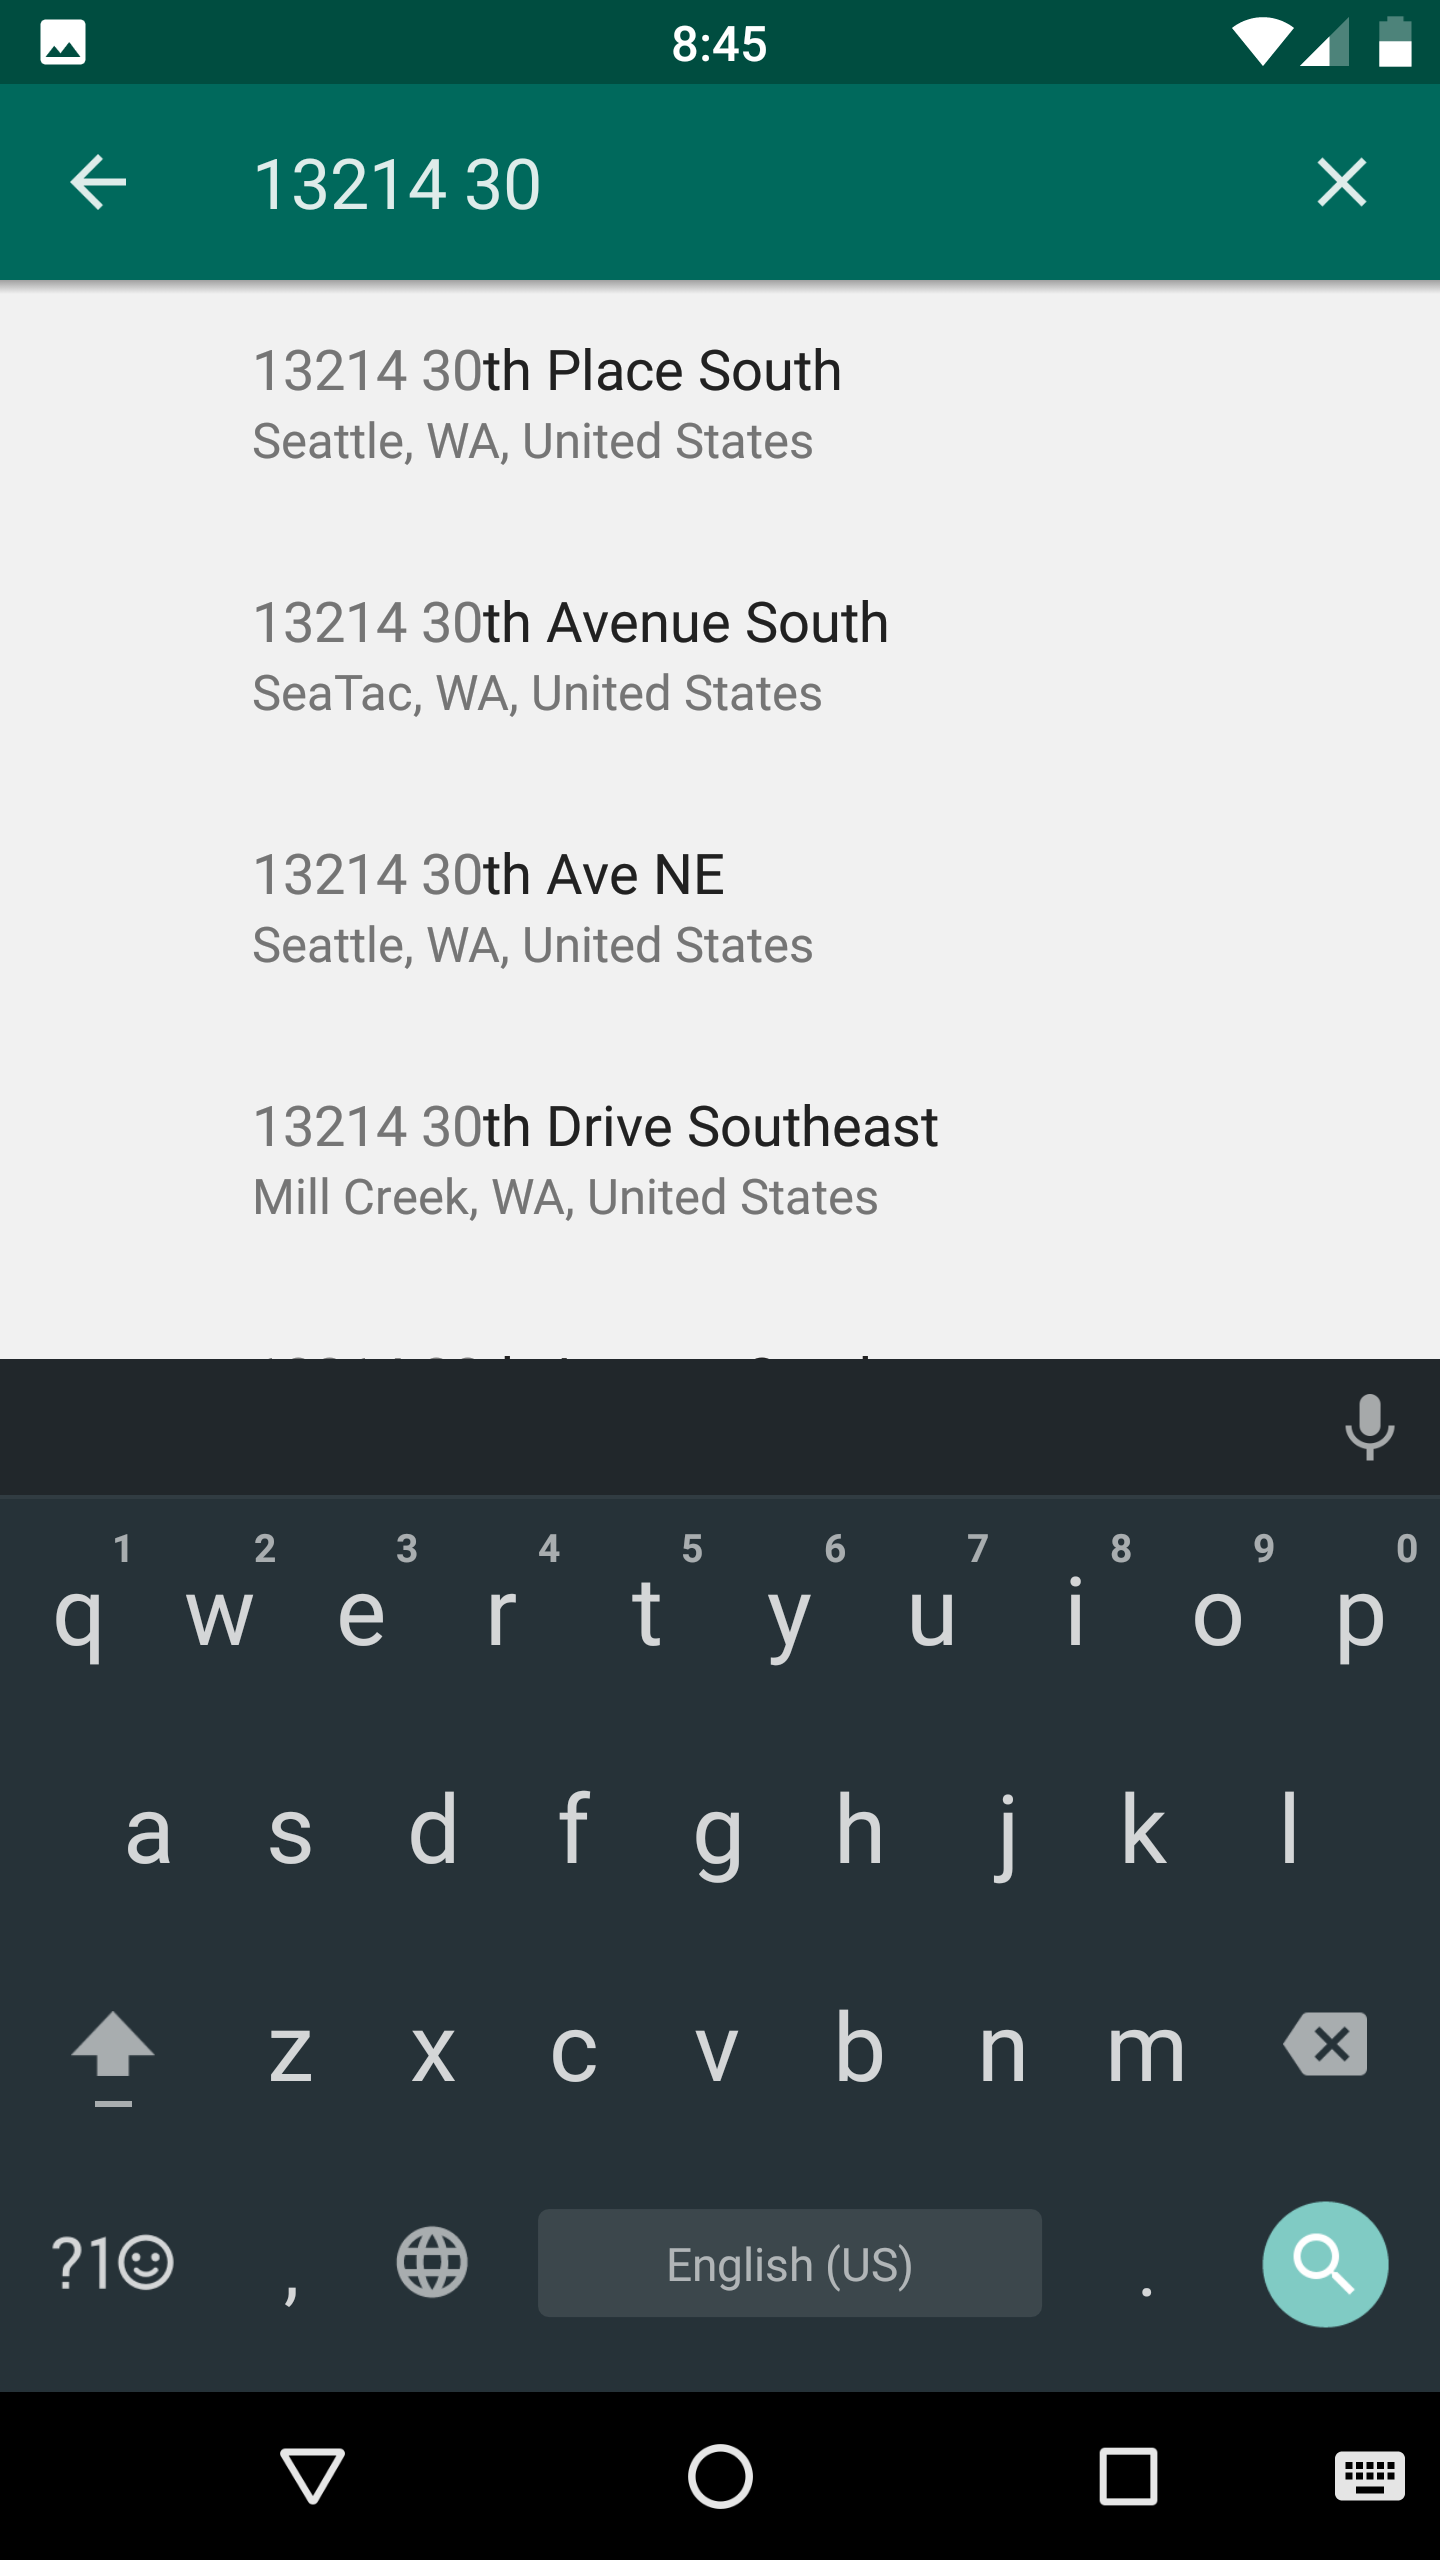 8:45
13214 30
13214 30th Place South
Seattle, WA, United States
13214 30th Avenue South
SeaTac, WA, United States
13214 30th Ave NE
Seattle, WA, United States
13214 30th Drive Southeast
Mill Creek, WA, United States
1 2 3 4 5 6 7 8 9 0
q w e r t y u i o p
a s d f g h j k l
z x c v b n m
?1 , English (US) .